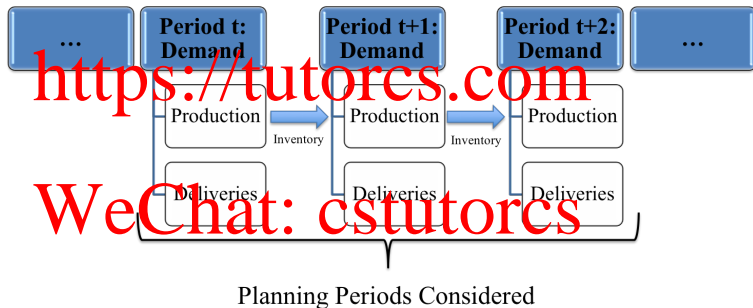 ...
Period t:
Demand
Period t+1:
Demand
Period t+2:
Demand
...
https://tutorcs.com
Production
Inventory
Production
Inventory
Production
Deliveries
Deliveries
Deliveries
WeChat: cstutorcs
Planning Periods Considered